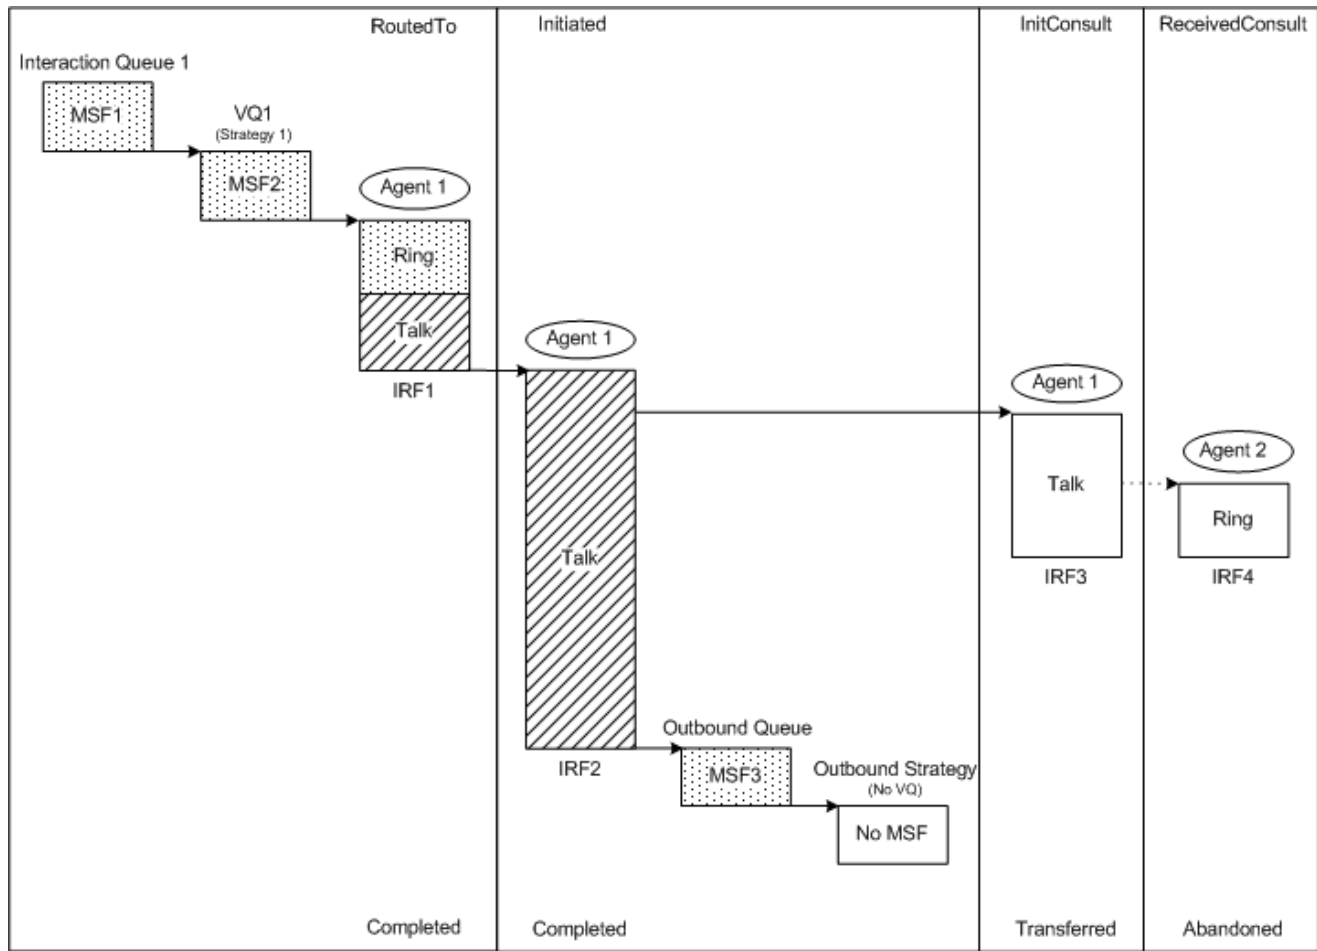 RoutedTo
Initiated
InitConsult
ReceivedConsult
Interaction Queue 1
MSF1
VQ1
(Strategy 1)
MSF2
Agent 1
Ring
Talk
IRF1
Agent 1
Talk
IRF2
Agent 1
Talk
IRF3
Agent 2
Ring
IRF4
Outbound Queue
MSF3
Outbound Strategy
(No VQ)
No MSF
Completed
Completed
Transferred
Abandoned